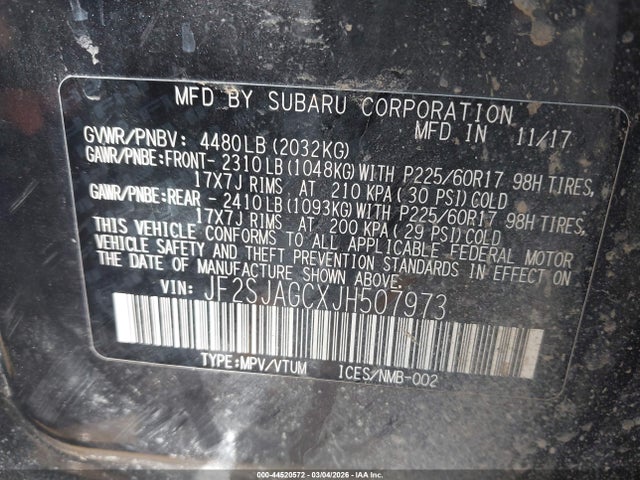 MFD BY SUBARU CORPORATION
MFD IN 11/17
GVWR/PNBV: 4480LB(2032KG)
GAWR/PNBE:FRONT- 2310LB(1048KG)WITH P225/60R17 98H TIRES,
17X7J RIMS AT 210 KPA(30 PSI)COLD
GAWR/PNBE:REAR - 2410LB(1093KG)WITH P225/60R17 98H TIRES,
17X7J RIMS AT 200 KPA(29 PSI)COLD
THIS VEHICLE CONFORMS TO ALL APPLICABLE FEDERAL MOTOR
VEHICLE SAFETY AND THEFT PREVENTION STANDARDS IN EFFECT ON
THE DATE OF MANUFACTURE SHOWN ABOVE.
VIN: JF2SJAGCXJH507973
TYPE:MPV/VTUM ICES/NMB-002
000-44520572 - 03/04/2026 - IAA Inc.